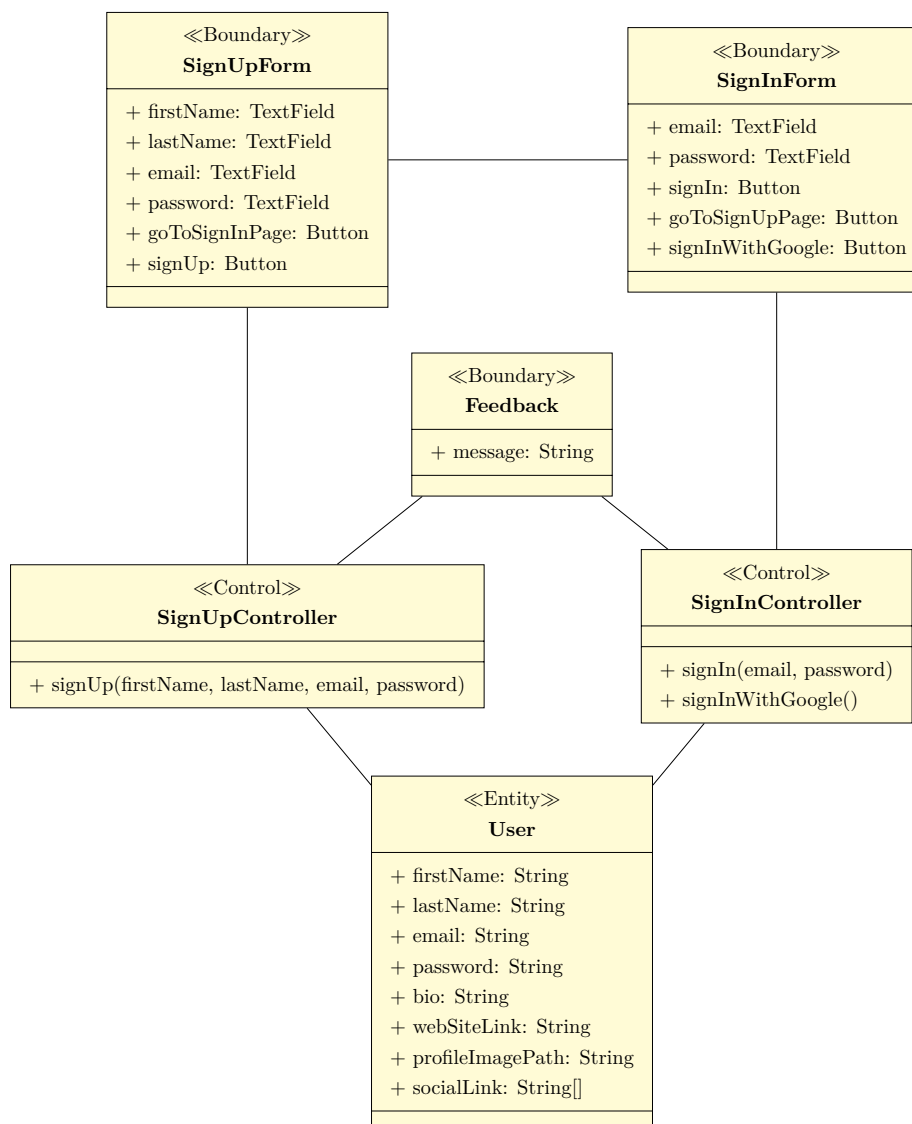 ≪Boundary≫
SignUpForm
+ firstName: TextField
+ lastName: TextField
+ email: TextField
+ password: TextField
+ goToSignInPage: Button
+ signUp: Button
≪Boundary≫
SignInForm
+ email: TextField
+ password: TextField
+ signIn: Button
+ goToSignUpPage: Button
+ signInWithGoogle: Button
≪Boundary≫
Feedback
+ message: String
≪Control≫
SignUpController
+ signUp(firstName, lastName, email, password)
≪Control≫
SignInController
+ signIn(email, password)
+ signInWithGoogle()
≪Entity≫
User
+ firstName: String
+ lastName: String
+ email: String
+ password: String
+ bio: String
+ webSiteLink: String
+ profileImagePath: String
+ socialLink: String[]